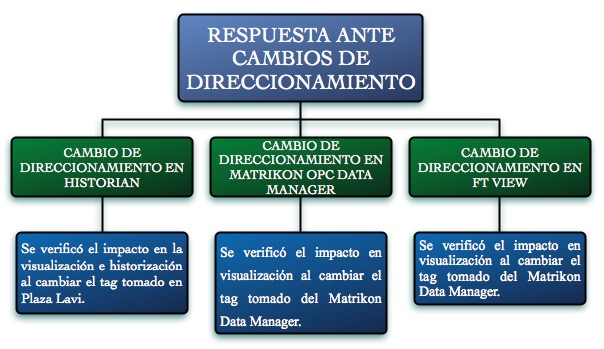 RESPUESTA ANTE
CAMBIOS DE
DIRECCIONAMIENTO
CAMBIO DE
DIRECCIONAMIENTO EN
HISTORIAN
CAMBIO DE
DIRECCIONAMIENTO EN
MATRIKON OPC DATA
MANAGER
CAMBIO DE
DIRECCIONAMIENTO EN
FT VIEW
Se verificó el impacto en la
visualización e historización
al cambiar el tag tomado en
Plaza Lavi.
Se verificó el impacto en
visualización al cambiar el
tag tomado del Matrikon
Data Manager.
Se verificó el impacto en
visualización al cambiar el
tag tomado del Matrikon
Data Manager.